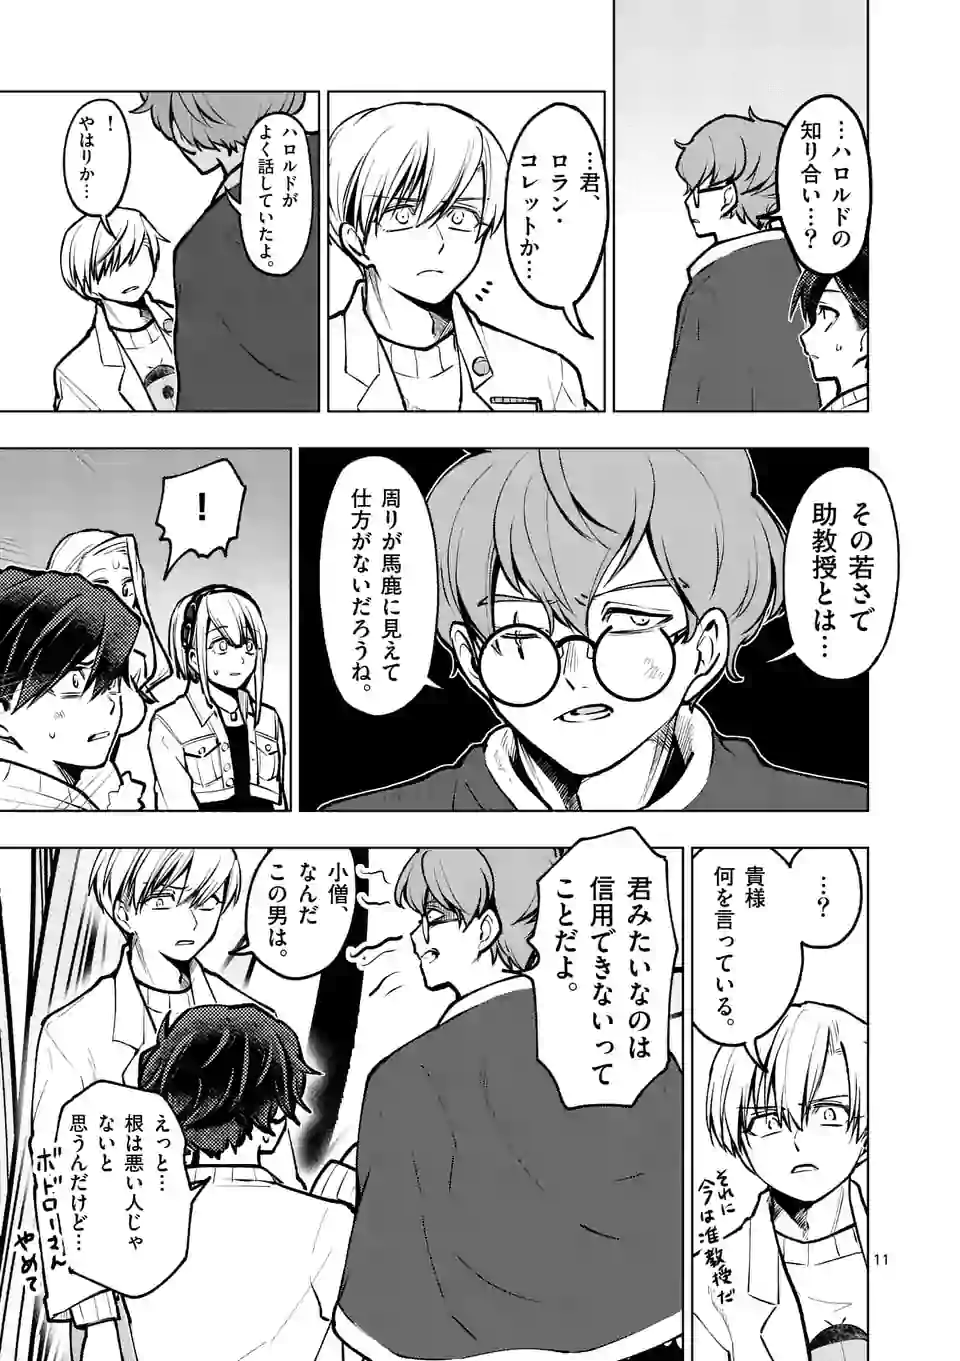 …ハロルドの
知り合い…？
…君、
ロラン・
コレットか…
ハロルドが
よく話していたよ。
！
やはりか…
その若さで
助教授とは…
周りが馬鹿に見えて
仕方がないだろうね。
！
…？
貴様
何を言っている。
それに
今は准教授だ
君みたいなのは
信用できないって
ことだよ。
小僧、
なんだ
この男は。
えっと…
根は悪い人じゃ
ないと
思うんだけど…
ボドローさん
やめて
11